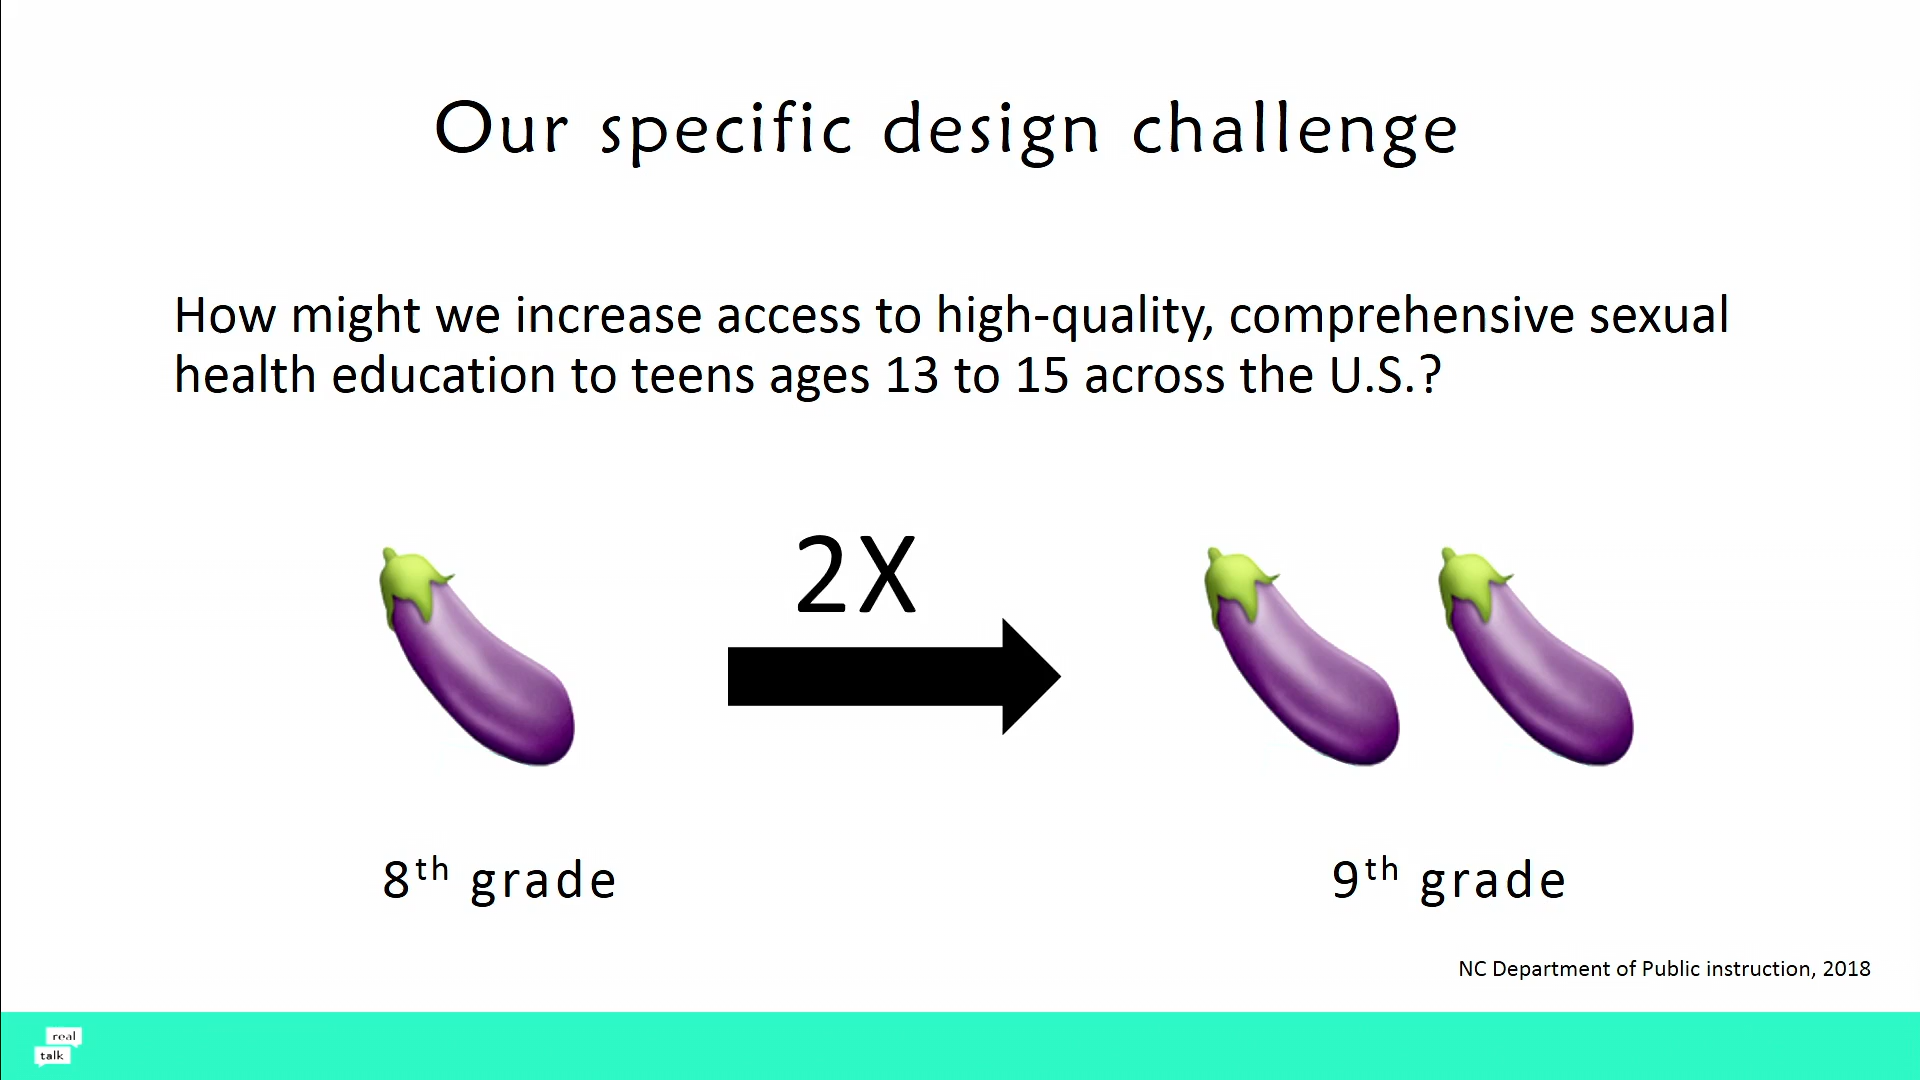 Our specific design challenge
How might we increase access to high-quality, comprehensive sexual
health education to teens ages 13 to 15 across the U.S.?
2X
8th grade
9th grade
NC Department of Public instruction, 2018
real
talk